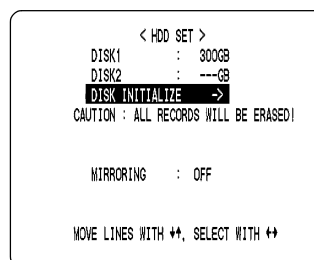 < HDD SET >
DISK1 : 300GB
DISK2 : ---GB
DISK INITIALIZE ->
CAUTION : ALL RECORDS WILL BE ERASED!
MIRRORING : OFF
MOVE LINES WITH ↓↑, SELECT WITH ←→